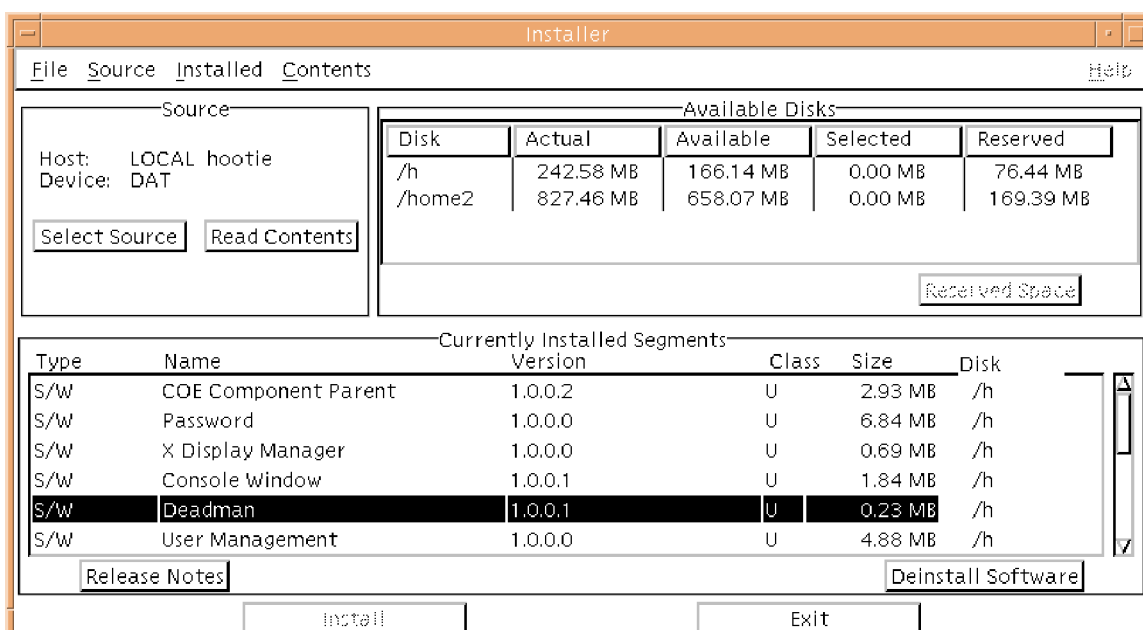 Installer
File Source Installed Contents Help
Source
Host: LOCAL hootie
Device: DAT
Select Source Read Contents
Available Disks
Disk Actual Available Selected Reserved
/h 242.58 MB 166.14 MB 0.00 MB 76.44 MB
/home2 827.46 MB 658.07 MB 0.00 MB 169.39 MB
Reserved Space
Currently Installed Segments
Type Name Version Class Size Disk
S/W COE Component Parent 1.0.0.2 U 2.93 MB /h
S/W Password 1.0.0.0 U 6.84 MB /h
S/W X Display Manager 1.0.0.0 U 0.69 MB /h
S/W Console Window 1.0.0.1 U 1.84 MB /h
S/W Deadman 1.0.0.1 U 0.23 MB /h
S/W User Management 1.0.0.0 U 4.88 MB /h
Release Notes Deinstall Software
Install Exit